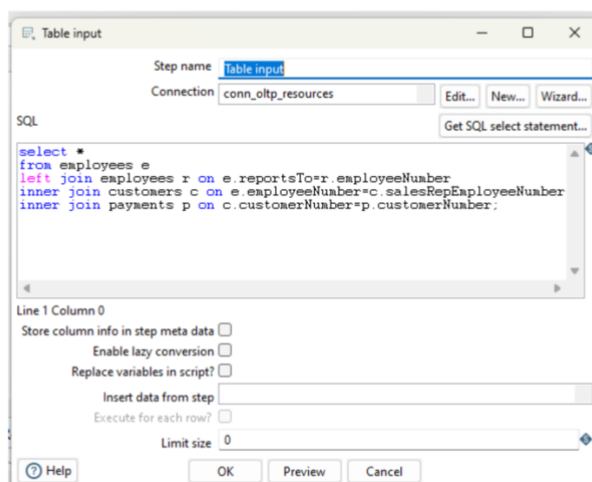 Table input
Step name Table input
Connection conn_oltp_resources Edit... New... Wizard...
SQL Get SQL select statement...
select *
from employees e
left join employees r on e.reportsTo=r.employeeNumber
inner join customers c on e.employeeNumber=c.salesRepEmployeeNumber
inner join payments p on c.customerNumber=p.customerNumber;
Line 1 Column 0
Store column info in step meta data
Enable lazy conversion
Replace variables in script?
Insert data from step
Execute for each row?
Limit size 0
Help OK Preview Cancel